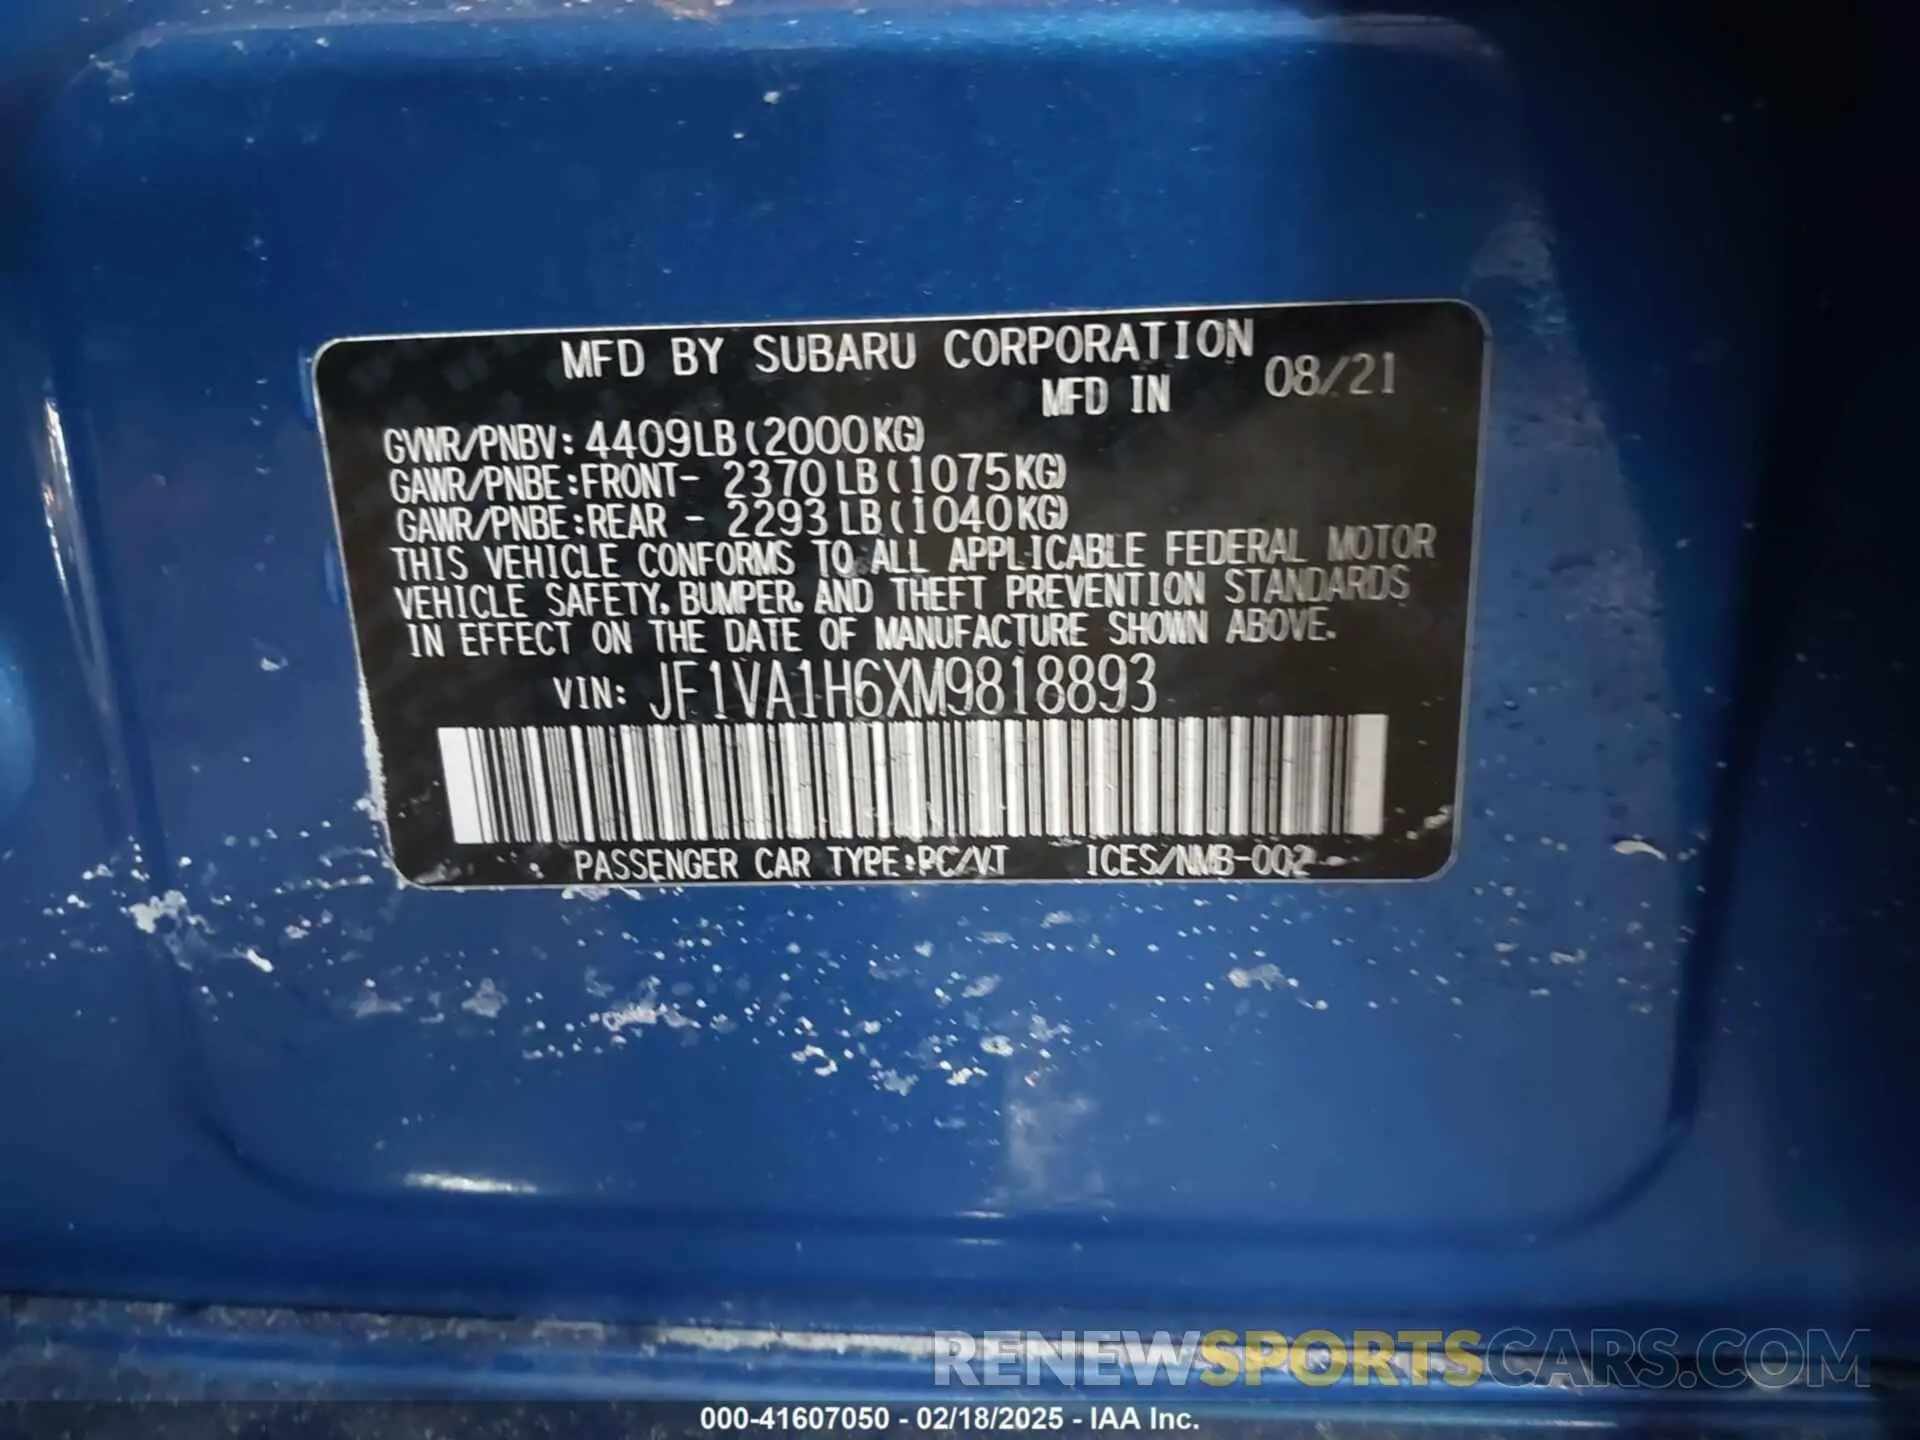 MFD BY SUBARU CORPORATION
MFD IN 08/21
GVWR/PNBV: 4409LB (2000KG)
GAWR/PNBE:FRONT- 2370LB (1075KG)
GAWR/PNBE:REAR - 2293LB (1040KG)
THIS VEHICLE CONFORMS TO ALL APPLICABLE FEDERAL MOTOR
VEHICLE SAFETY, BUMPER, AND THEFT PREVENTION STANDARDS
IN EFFECT ON THE DATE OF MANUFACTURE SHOWN ABOVE.
VIN: JF1VA1H6XM9818893
PASSENGER CAR TYPE:PC/VT ICES/NMB-002
RENEWSPORTSCARS.COM
000-41607050 - 02/18/2025 - IAA Inc.